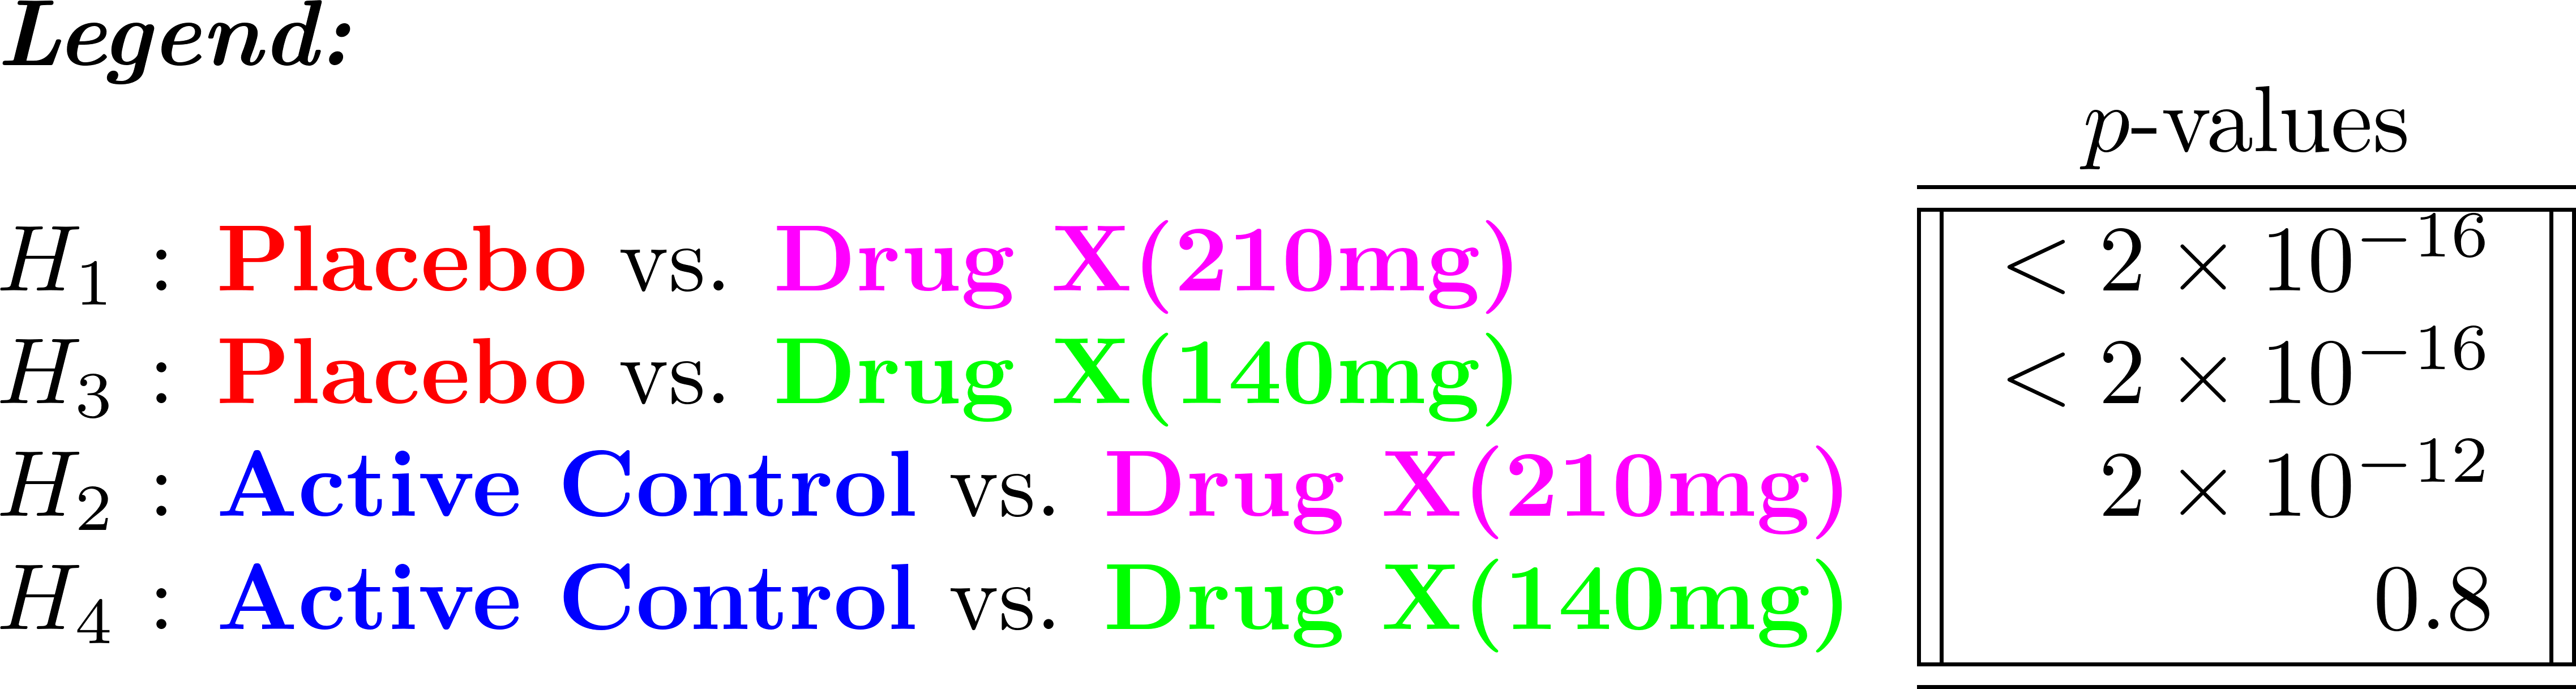 Legend:
p-values
H₁ : Placebo vs. Drug X(210mg) < 2 × 10⁻¹⁶
H₃ : Placebo vs. Drug X(140mg) < 2 × 10⁻¹⁶
H₂ : Active Control vs. Drug X(210mg) 2 × 10⁻¹²
H₄ : Active Control vs. Drug X(140mg) 0.8